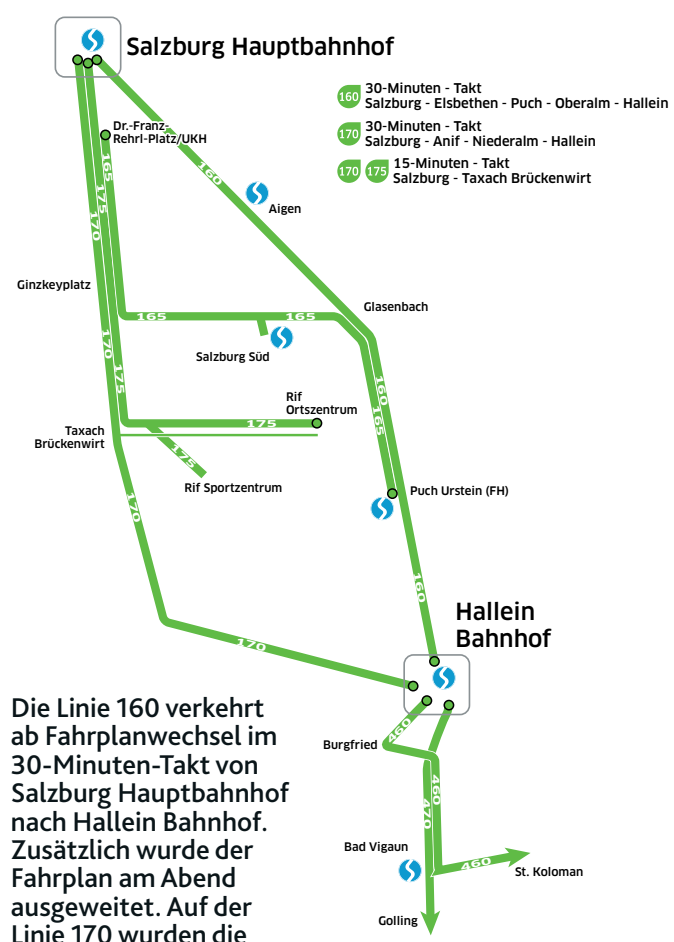 Salzburg Hauptbahnhof
160
30-Minuten - Takt
Salzburg - Elsbethen - Puch - Oberalm - Hallein
170
30-Minuten - Takt
Salzburg - Anif - Niederalm - Hallein
170 175
15-Minuten - Takt
Salzburg - Taxach Brückenwirt
Dr.-Franz-
Rehrl-Platz/UKH
165
160
175
170
Aigen
Ginzkeyplatz
Glasenbach
165
165
170
Salzburg Süd
175
160
165
Rif
Ortszentrum
175
Taxach
Brückenwirt
175
Rif Sportzentrum
Puch Urstein (FH)
170
160
Hallein
Bahnhof
170
Die Linie 160 verkehrt
ab Fahrplanwechsel im
30-Minuten-Takt von
Salzburg Hauptbahnhof
nach Hallein Bahnhof.
Zusätzlich wurde der
Fahrplan am Abend
ausgeweitet. Auf der
Linie 170 wurden die
460
Burgfried
460
470
Bad Vigaun
460
St. Koloman
Golling